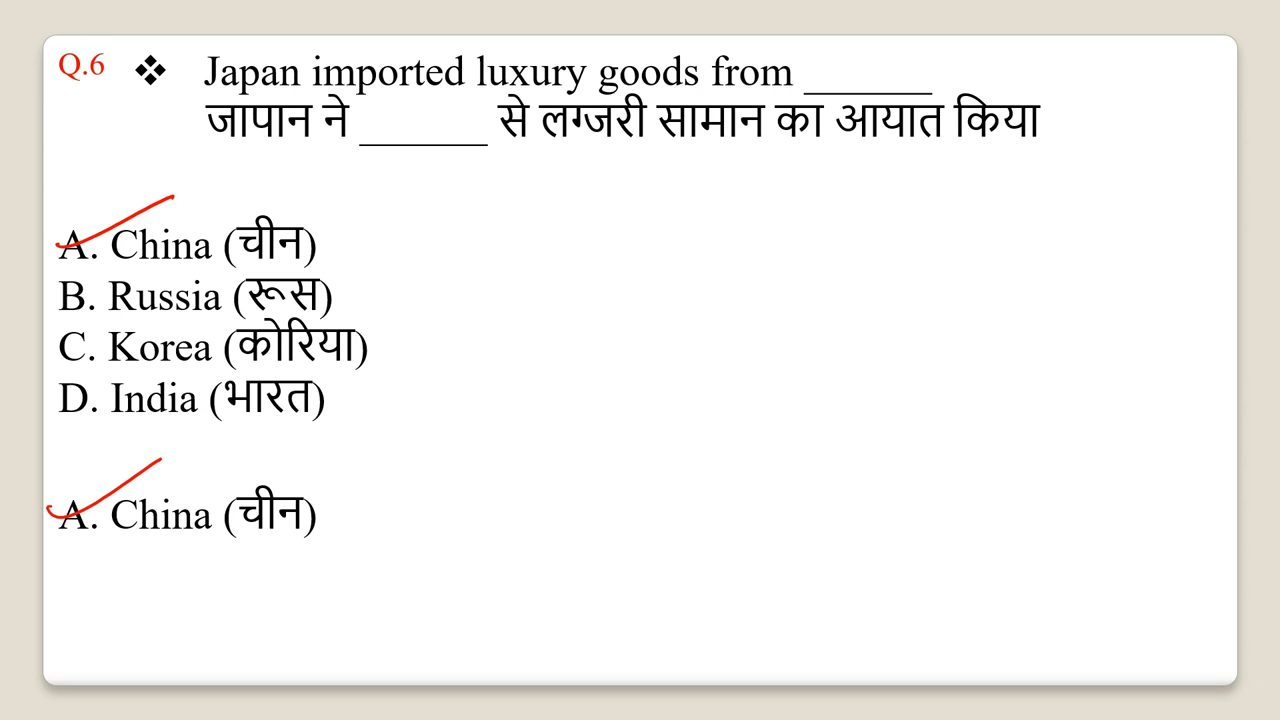 Q.6 ❖ Japan imported luxury goods from ______
जापान ने ______ से लग्जरी सामान का आयात किया
A. China (चीन)
B. Russia (रूस)
C. Korea (कोरिया)
D. India (भारत)
A. China (चीन)